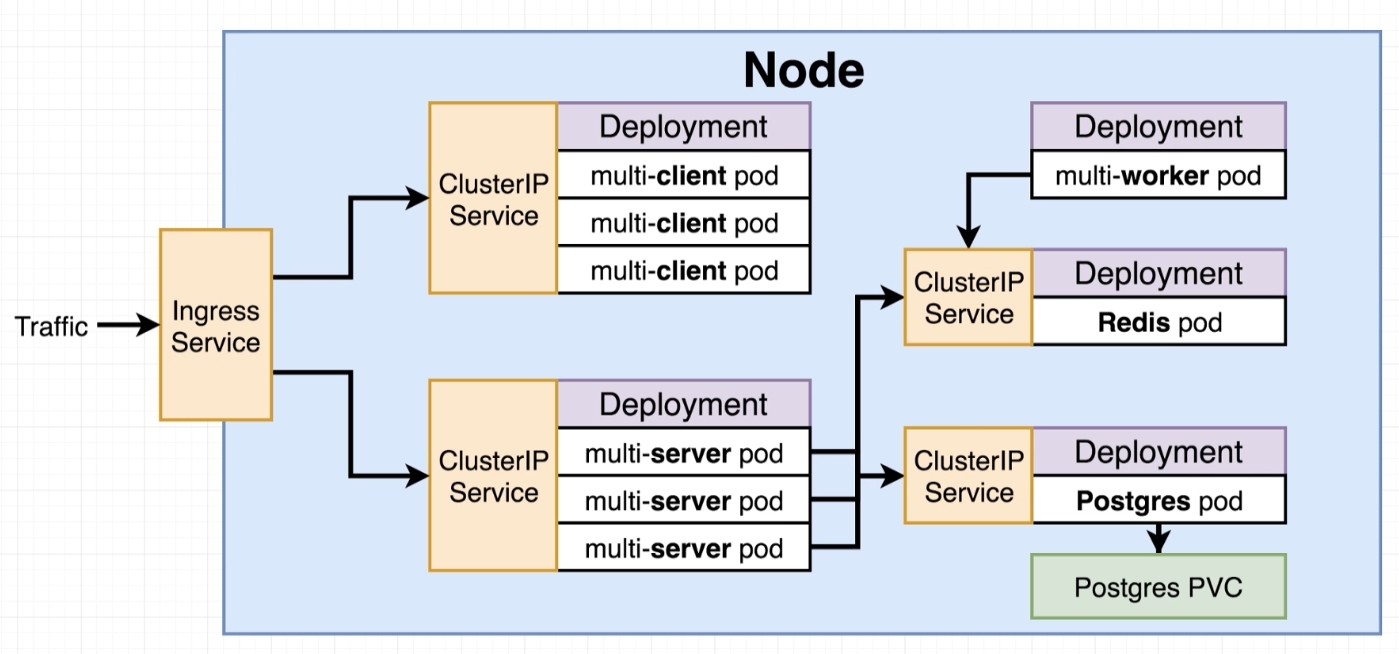 Node
Traffic
Ingress
Service
ClusterIP
Service
Deployment
multi-client pod
multi-client pod
multi-client pod
ClusterIP
Service
Deployment
multi-server pod
multi-server pod
multi-server pod
Deployment
multi-worker pod
ClusterIP
Service
Deployment
Redis pod
ClusterIP
Service
Deployment
Postgres pod
Postgres PVC